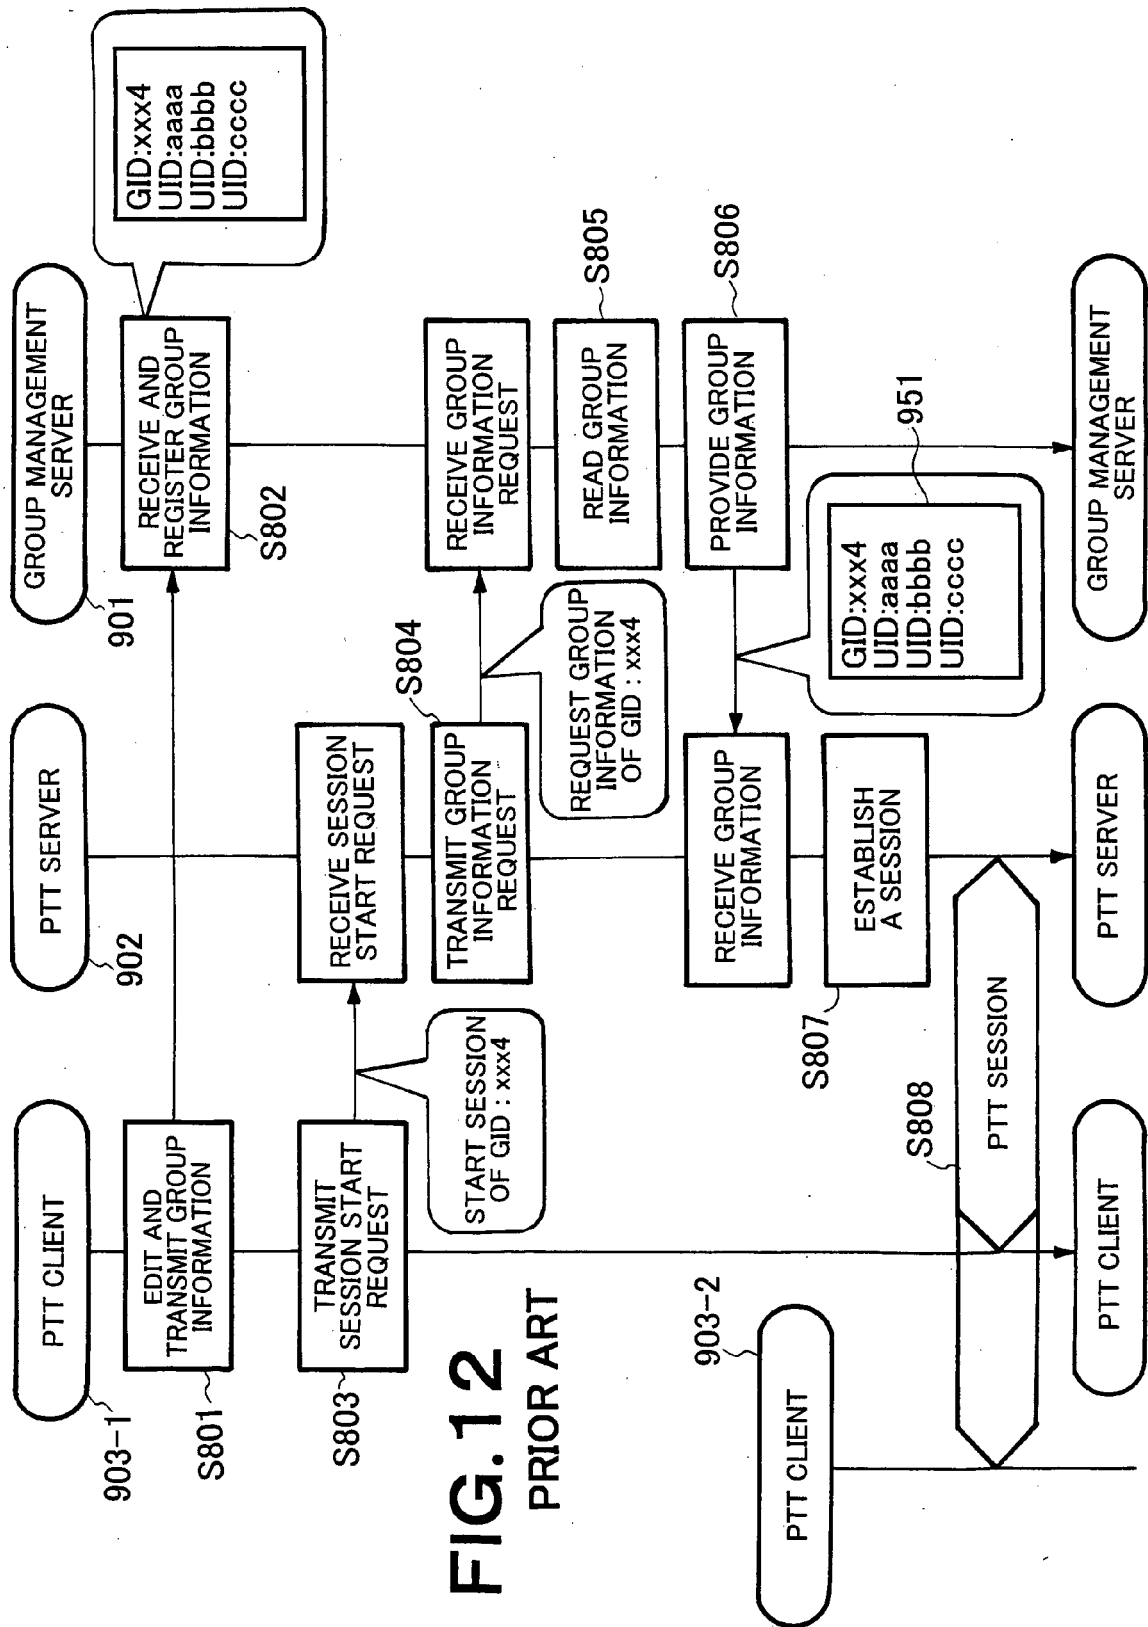 FIG.12
PRIOR ART
PTT CLIENT
903-1
PTT SERVER
902
GROUP MANAGEMENT
SERVER
901
EDIT AND
TRANSMIT GROUP
INFORMATION
S801
RECEIVE AND
REGISTER GROUP
INFORMATION
S802
GID:xxx4
UID:aaaa
UID:bbbb
UID:cccc
TRANSMIT
SESSION START
REQUEST
S803
START SESSION
OF GID : xxx4
RECEIVE SESSION
START REQUEST
TRANSMIT GROUP
INFORMATION
REQUEST
S804
REQUEST GROUP
INFORMATION
OF GID : xxx4
RECEIVE GROUP
INFORMATION
REQUEST
READ GROUP
INFORMATION
S805
PROVIDE GROUP
INFORMATION
S806
951
GID:xxx4
UID:aaaa
UID:bbbb
UID:cccc
RECEIVE GROUP
INFORMATION
ESTABLISH
A SESSION
S807
PTT CLIENT
903-2
PTT SESSION
S808
PTT CLIENT
PTT SERVER
GROUP MANAGEMENT
SERVER